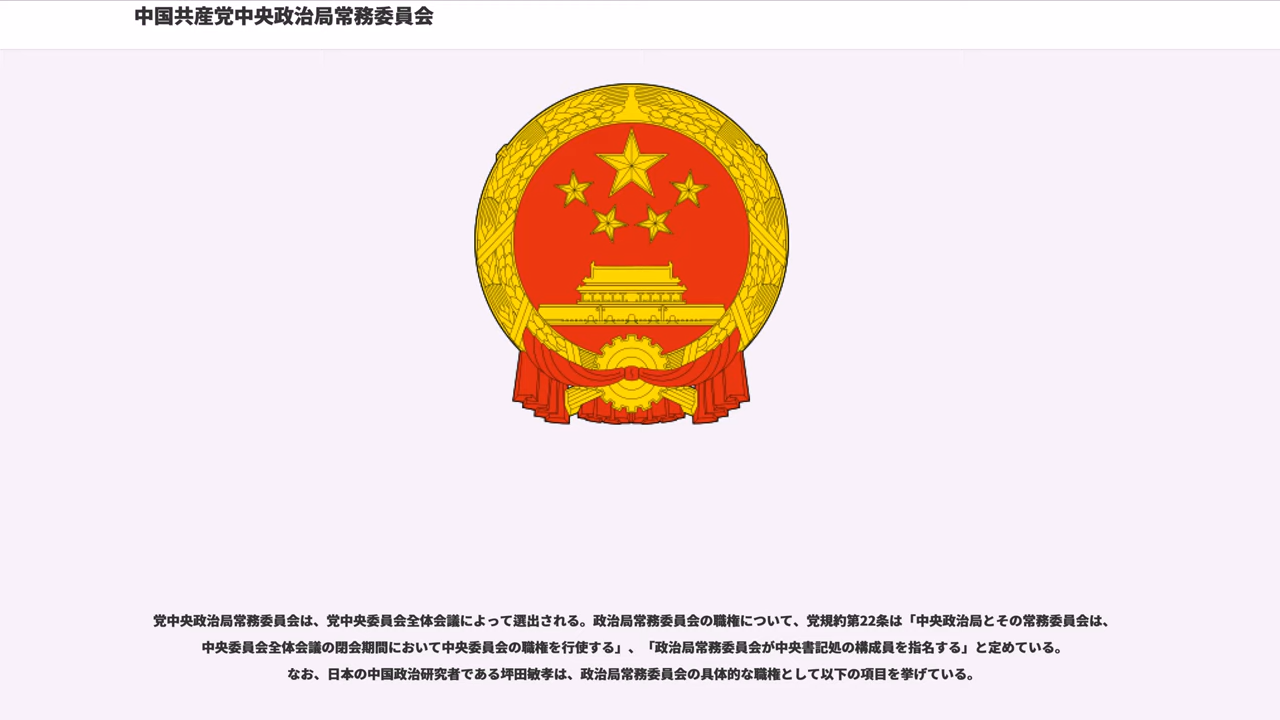 中国共産党中央政治局常務委員会
党中央政治局常務委員会は、党中央委員会全体会議によって選出される。政治局常務委員会の職権について、党規約第22条は「中央政治局とその常務委員会は、
中央委員会全体会議の閉会期間において中央委員会の職権を行使する」、「政治局常務委員会が中央書記処の構成員を指名する」と定めている。
なお、日本の中国政治研究者である坪田敏孝は、政治局常務委員会の具体的な職権として以下の項目を挙げている。